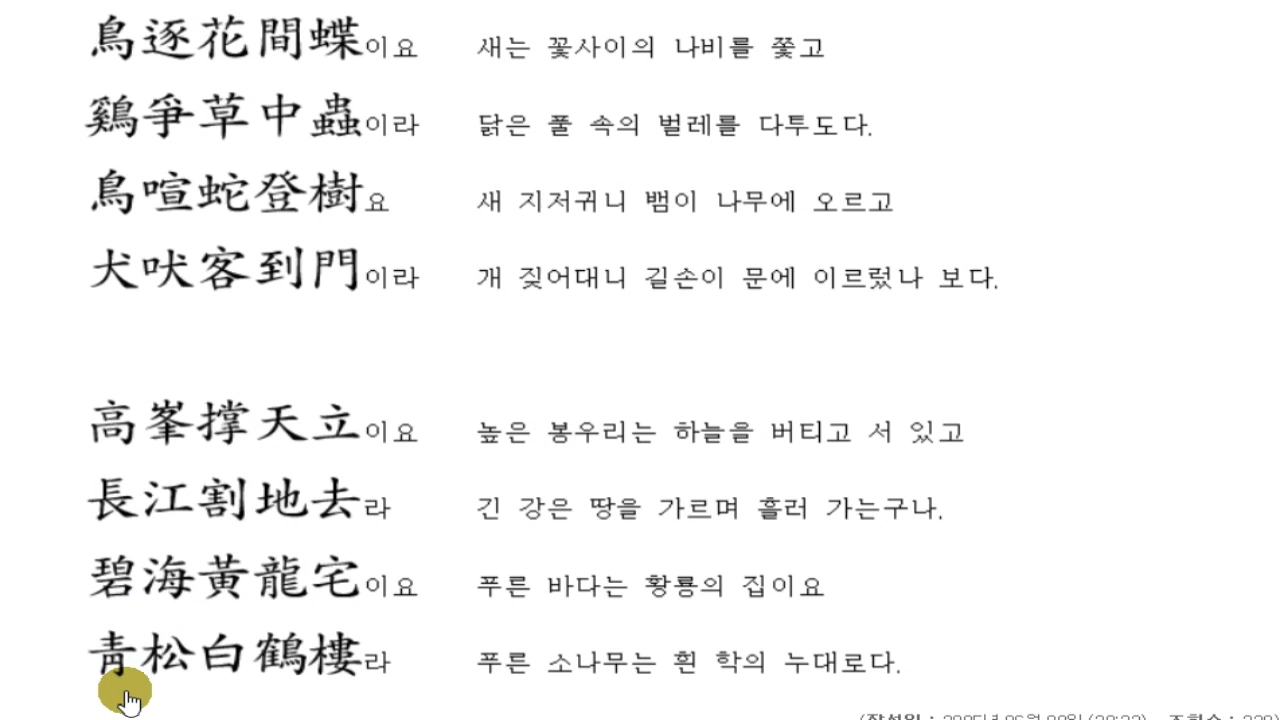 鳥逐花間蝶이요 새는 꽃사이의 나비를 쫓고
鷄爭草中蟲이라 닭은 풀 속의 벌레를 다투도다.
鳥喧蛇登樹요 새 지저귀니 뱀이 나무에 오르고
犬吠客到門이라 개 짖어대니 길손이 문에 이르렀나 보다.
高峯撑天立이요 높은 봉우리는 하늘을 버티고 서 있고
長江割地去라 긴 강은 땅을 가르며 흘러 가는구나.
碧海黃龍宅이요 푸른 바다는 황룡의 집이요
靑松白鶴樓라 푸른 소나무는 흰 학의 누대로다.